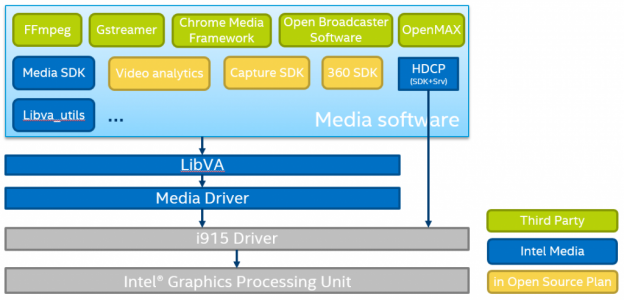 FFmpeg
Gstreamer
Chrome Media
Framework
Open Broadcaster
Software
OpenMAX
Media SDK
Video analytics
Capture SDK
360 SDK
HDCP
(SDK+Srv)
Libva_utils
...
Media software
LibVA
Media Driver
i915 Driver
Intel® Graphics Processing Unit
Third Party
Intel Media
in Open Source Plan